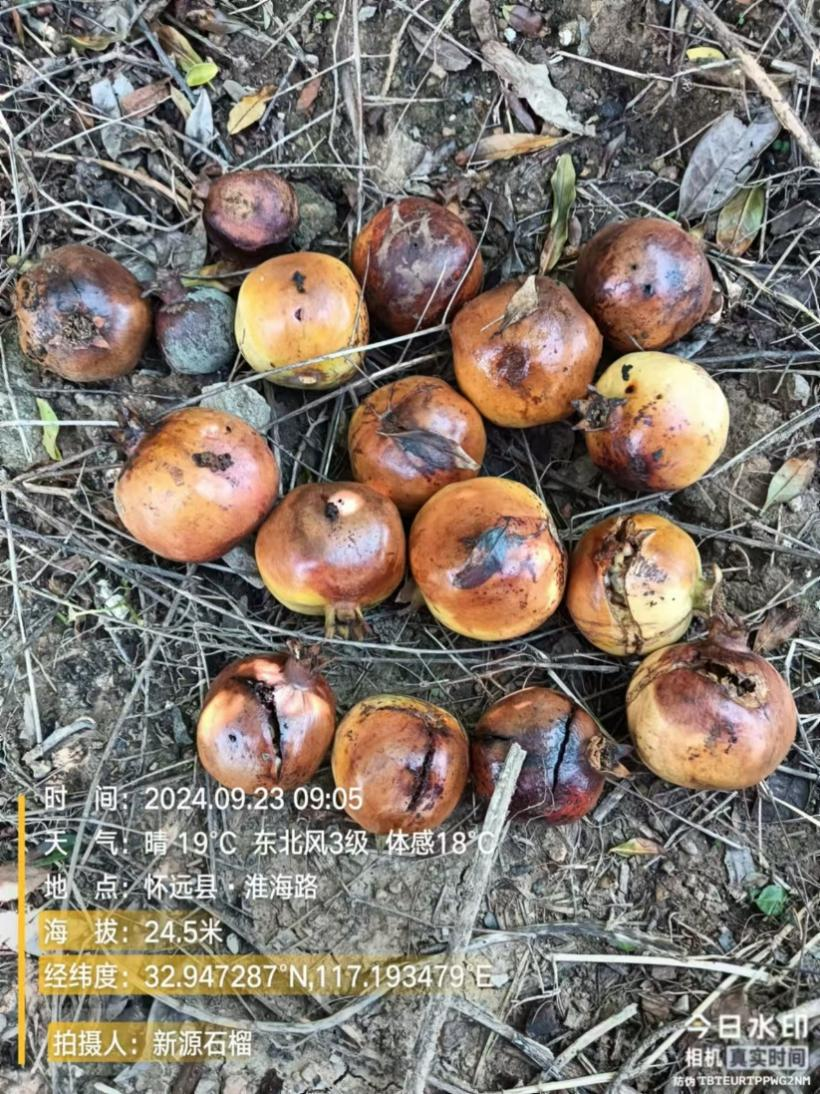 时 间：2024.09.23 09:05
天 气：晴 19℃ 东北风3级 体感18℃
地 点：怀远县·淮海路
海 拔：24.5米
经纬度：32.947287°N,117.193479°E
拍摄人：新源石榴
今日水印
相机 真实时间
防伪 TBTEURTPPWG2NM